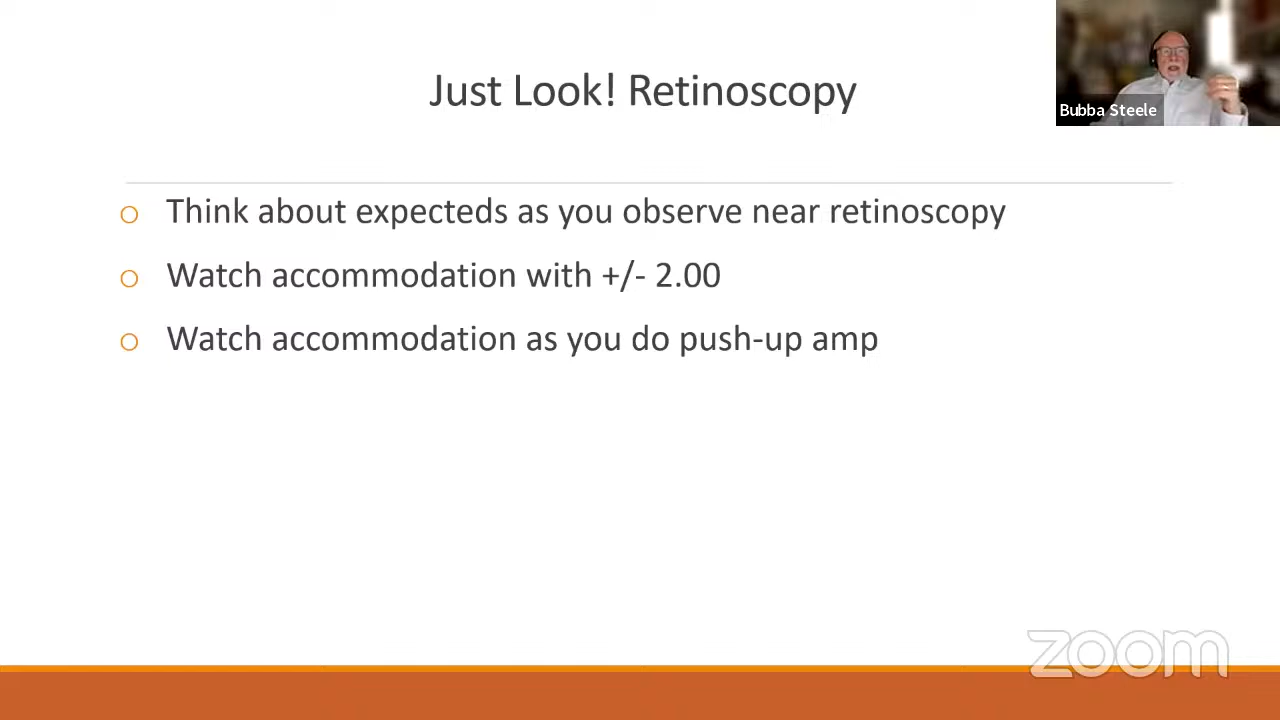 Just Look! Retinoscopy
Bubba Steele
o Think about expecteds as you observe near retinoscopy
o Watch accommodation with +/- 2.00
o Watch accommodation as you do push-up amp
zoom